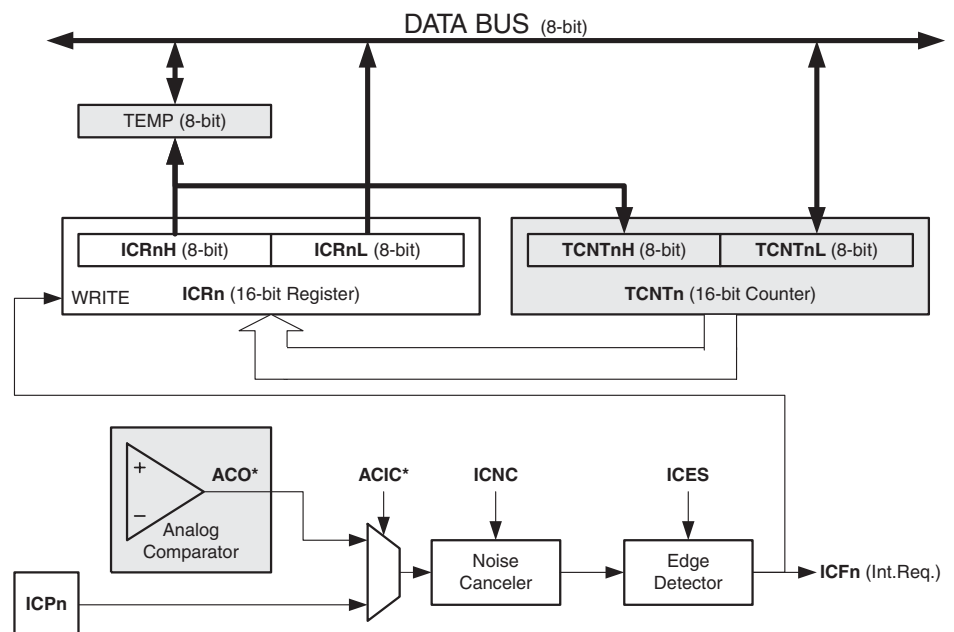 DATA BUS (8-bit)
TEMP (8-bit)
ICRnH (8-bit) ICRnL (8-bit) TCNTnH (8-bit) TCNTnL (8-bit)
WRITE ICRn (16-bit Register) TCNTn (16-bit Counter)
+
ACO* ACIC* ICNC ICES
−
Analog
Comparator
Noise
Canceler
Edge
Detector
ICFn (Int.Req.)
ICPn